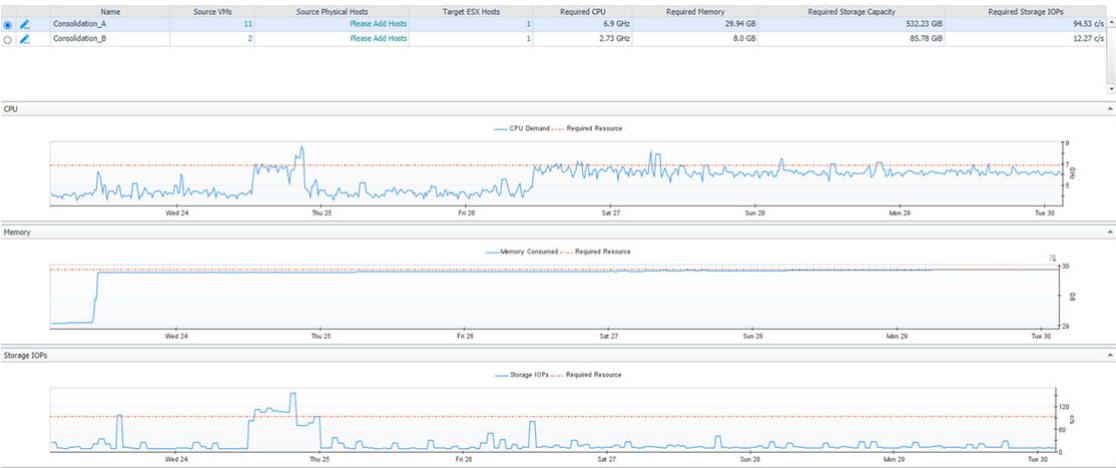 Name Source VMs Source Physical Hosts Target ESX Hosts Required CPU Required Memory Required Storage Capacity Required Storage IOPs
Consolidation_A 11 Please Add Hosts 1 6.9 GHz 29.94 GB 532.23 GiB 94.53 c/s
Consolidation_B 2 Please Add Hosts 1 2.73 GHz 8.0 GB 85.78 GiB 12.27 c/s
CPU
CPU Demand Required Resource
9
7
5
GHz
Wed 24 Thu 25 Fri 26 Sat 27 Sun 28 Mon 29 Tue 30
Memory
Memory Consumed Required Resource
30
GB
29
Wed 24 Thu 25 Fri 26 Sat 27 Sun 28 Mon 29 Tue 30
Storage IOPs
Storage IOPs Required Resource
120
c/s
60
0
Wed 24 Thu 25 Fri 26 Sat 27 Sun 28 Mon 29 Tue 30